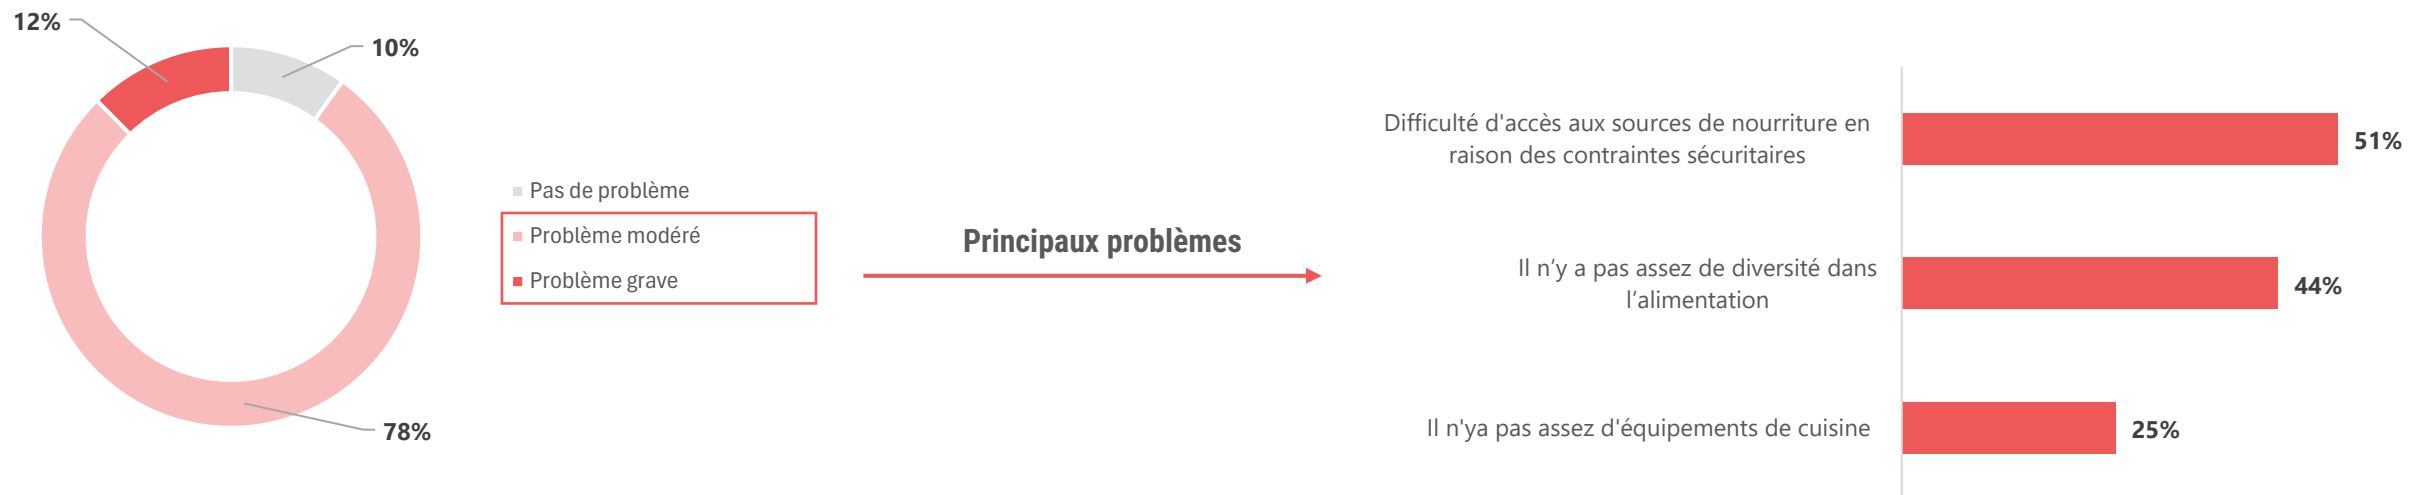 12%
10%
78%
Pas de problème
Problème modéré
Problème grave
Principaux problèmes
Difficulté d'accès aux sources de nourriture en
raison des contraintes sécuritaires
51%
Il n’y a pas assez de diversité dans
l’alimentation
44%
Il n'ya pas assez d'équipements de cuisine
25%